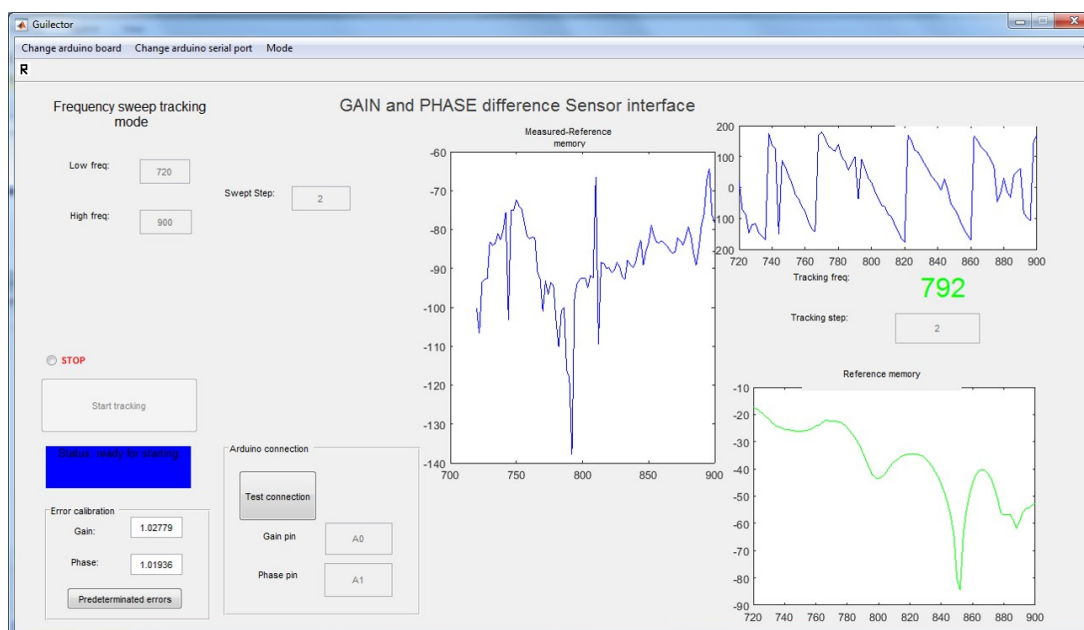 Guilector
Change arduino board Change arduino serial port Mode
R
Frequency sweep tracking
mode
GAIN and PHASE difference Sensor interface
Low freq:
720
High freq:
900
Swept Step:
2
STOP
Start tracking
Status: ready for starting
Error calibration
Gain:
1.02779
Phase:
1.01936
Predeterminated errors
Arduino connection
Test connection
Gain pin
A0
Phase pin
A1
Measured-Reference
memory
-60
-70
-80
-90
-100
-110
-120
-130
-140
700 750 800 850 900
200
100
0
-100
-200
720 740 760 780 800 820 840 860 880 900
Tracking freq:
792
Tracking step:
2
Reference memory
-10
-20
-30
-40
-50
-60
-70
-80
-90
720 740 760 780 800 820 840 860 880 900